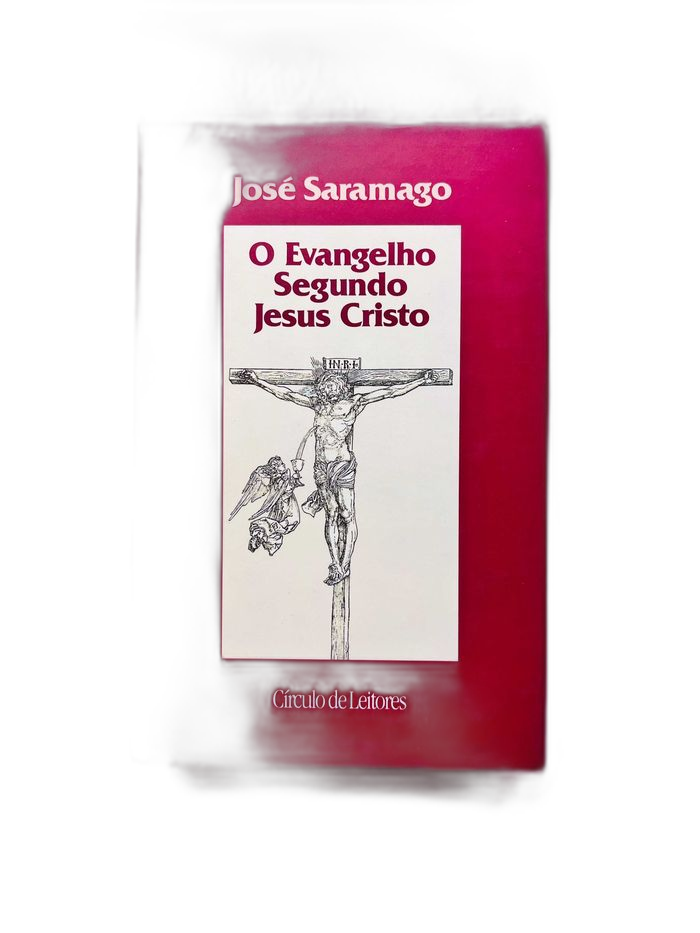 José Saramago
O Evangelho
Segundo
Jesus Cristo
I·N·R·I·
Círculo de Leitores